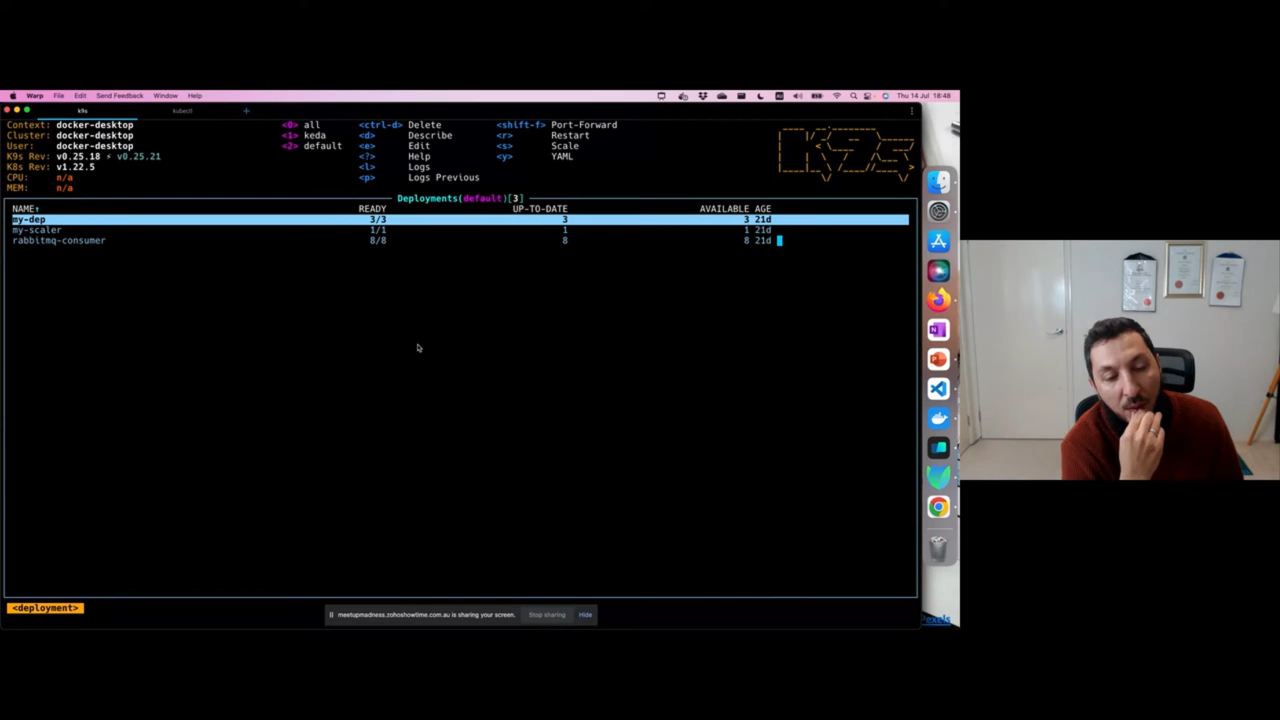 Warp File Edit Send Feedback Window Help Thu 14 Jul 18:48
k9s kubectl
Context: docker-desktop <0> all <ctrl-d> Delete <shift-f> Port-Forward
Cluster: docker-desktop <1> keda <d> Describe <r> Restart
User: docker-desktop <2> default <e> Edit <s> Scale
K9s Rev: v0.25.18 ⚡ v0.25.21 <?> Help <y> YAML
K8s Rev: v1.22.5 <l> Logs
CPU: n/a <p> Logs Previous
MEM: n/a
Deployments(default)[3]
NAME↑ READY UP-TO-DATE AVAILABLE AGE
my-dep 3/3 3 3 21d
my-scaler 1/1 1 1 21d
rabbitmq-consumer 8/8 8 8 21d
<deployment>
meetupmadness.zohoshowtime.com.au is sharing your screen. Stop sharing Hide